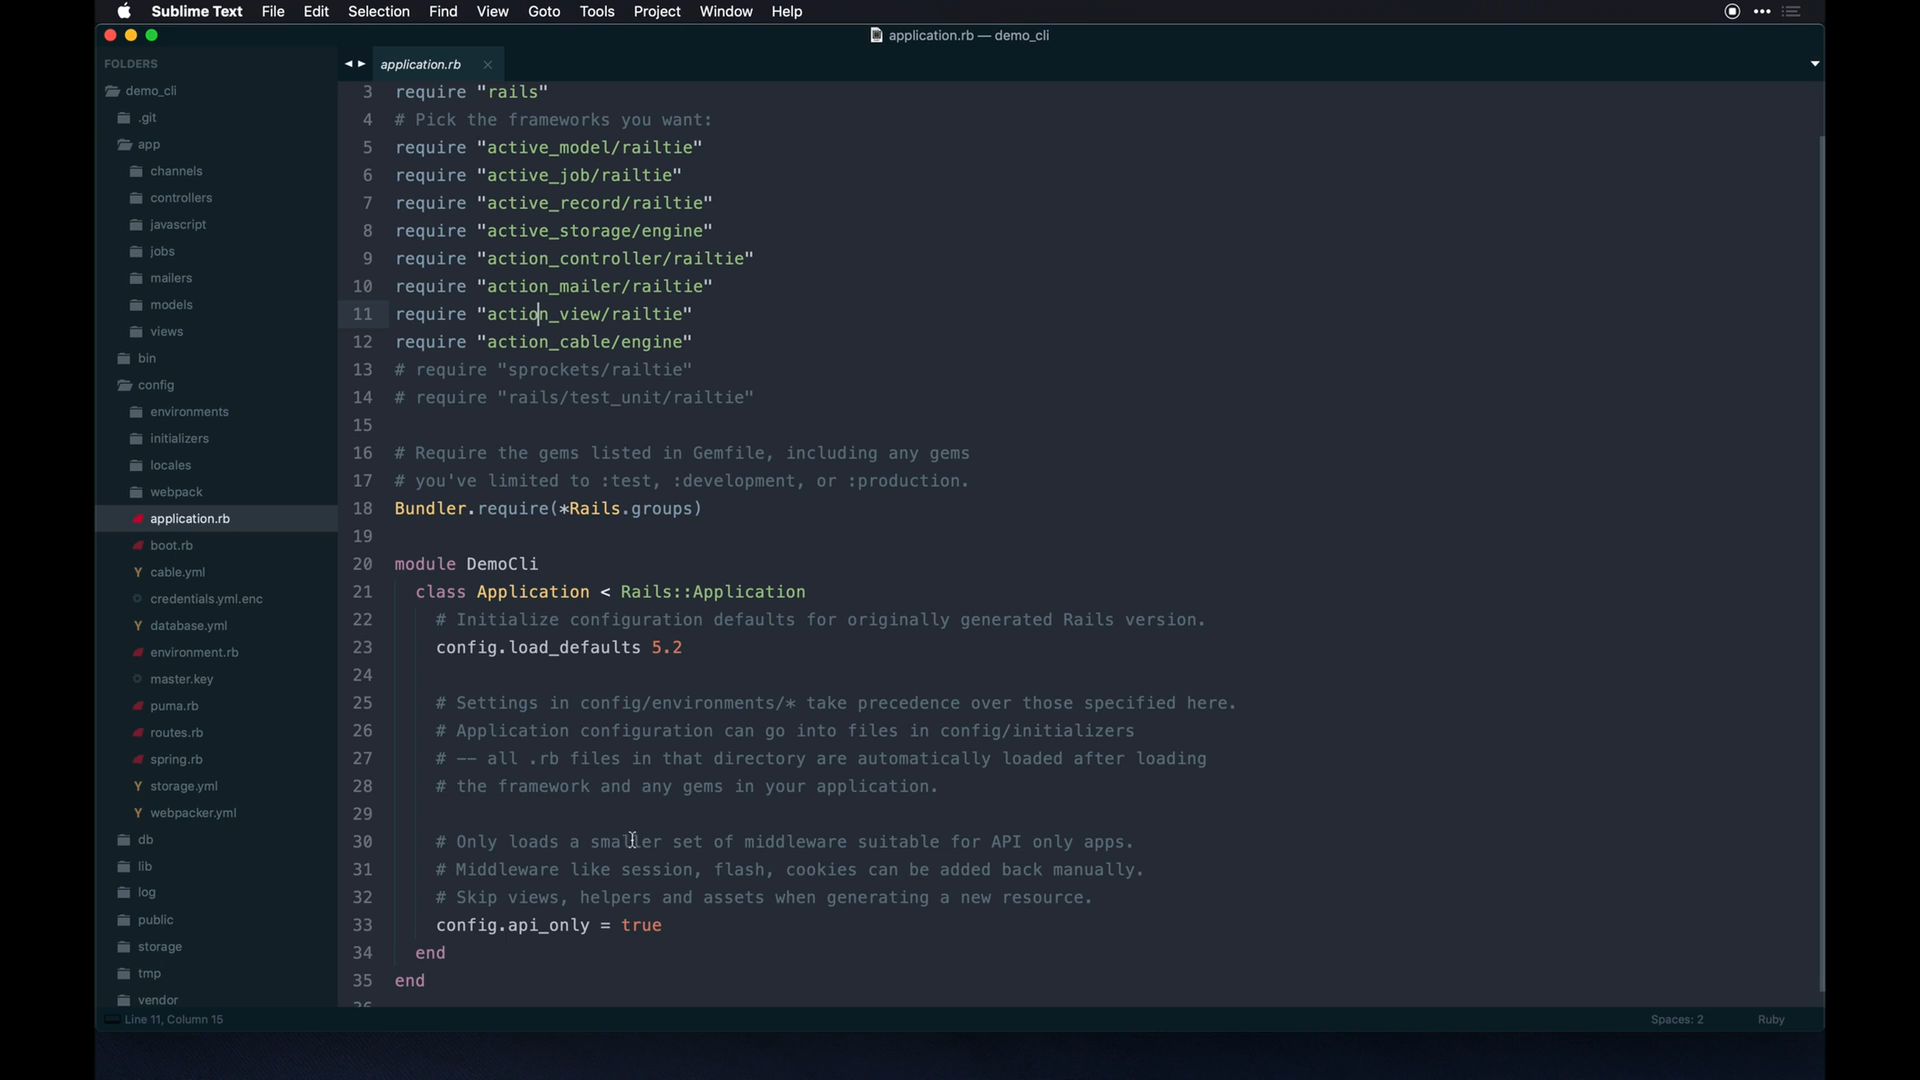 Sublime Text File Edit Selection Find View Goto Tools Project Window Help
application.rb — demo_cli
FOLDERS
demo_cli
.git
app
channels
controllers
javascript
jobs
mailers
models
views
bin
config
environments
initializers
locales
webpack
application.rb
boot.rb
cable.yml
credentials.yml.enc
database.yml
environment.rb
master.key
puma.rb
routes.rb
spring.rb
storage.yml
webpacker.yml
db
lib
log
public
storage
tmp
vendor
application.rb
3 require "rails"
4 # Pick the frameworks you want:
5 require "active_model/railtie"
6 require "active_job/railtie"
7 require "active_record/railtie"
8 require "active_storage/engine"
9 require "action_controller/railtie"
10 require "action_mailer/railtie"
11 require "action_view/railtie"
12 require "action_cable/engine"
13 # require "sprockets/railtie"
14 # require "rails/test_unit/railtie"
15
16 # Require the gems listed in Gemfile, including any gems
17 # you've limited to :test, :development, or :production.
18 Bundler.require(*Rails.groups)
19
20 module DemoCli
21 class Application < Rails::Application
22 # Initialize configuration defaults for originally generated Rails version.
23 config.load_defaults 5.2
24
25 # Settings in config/environments/* take precedence over those specified here.
26 # Application configuration can go into files in config/initializers
27 # -- all .rb files in that directory are automatically loaded after loading
28 # the framework and any gems in your application.
29
30 # Only loads a smaller set of middleware suitable for API only apps.
31 # Middleware like session, flash, cookies can be added back manually.
32 # Skip views, helpers and assets when generating a new resource.
33 config.api_only = true
34 end
35 end
36
Line 11, Column 15
Spaces: 2 Ruby